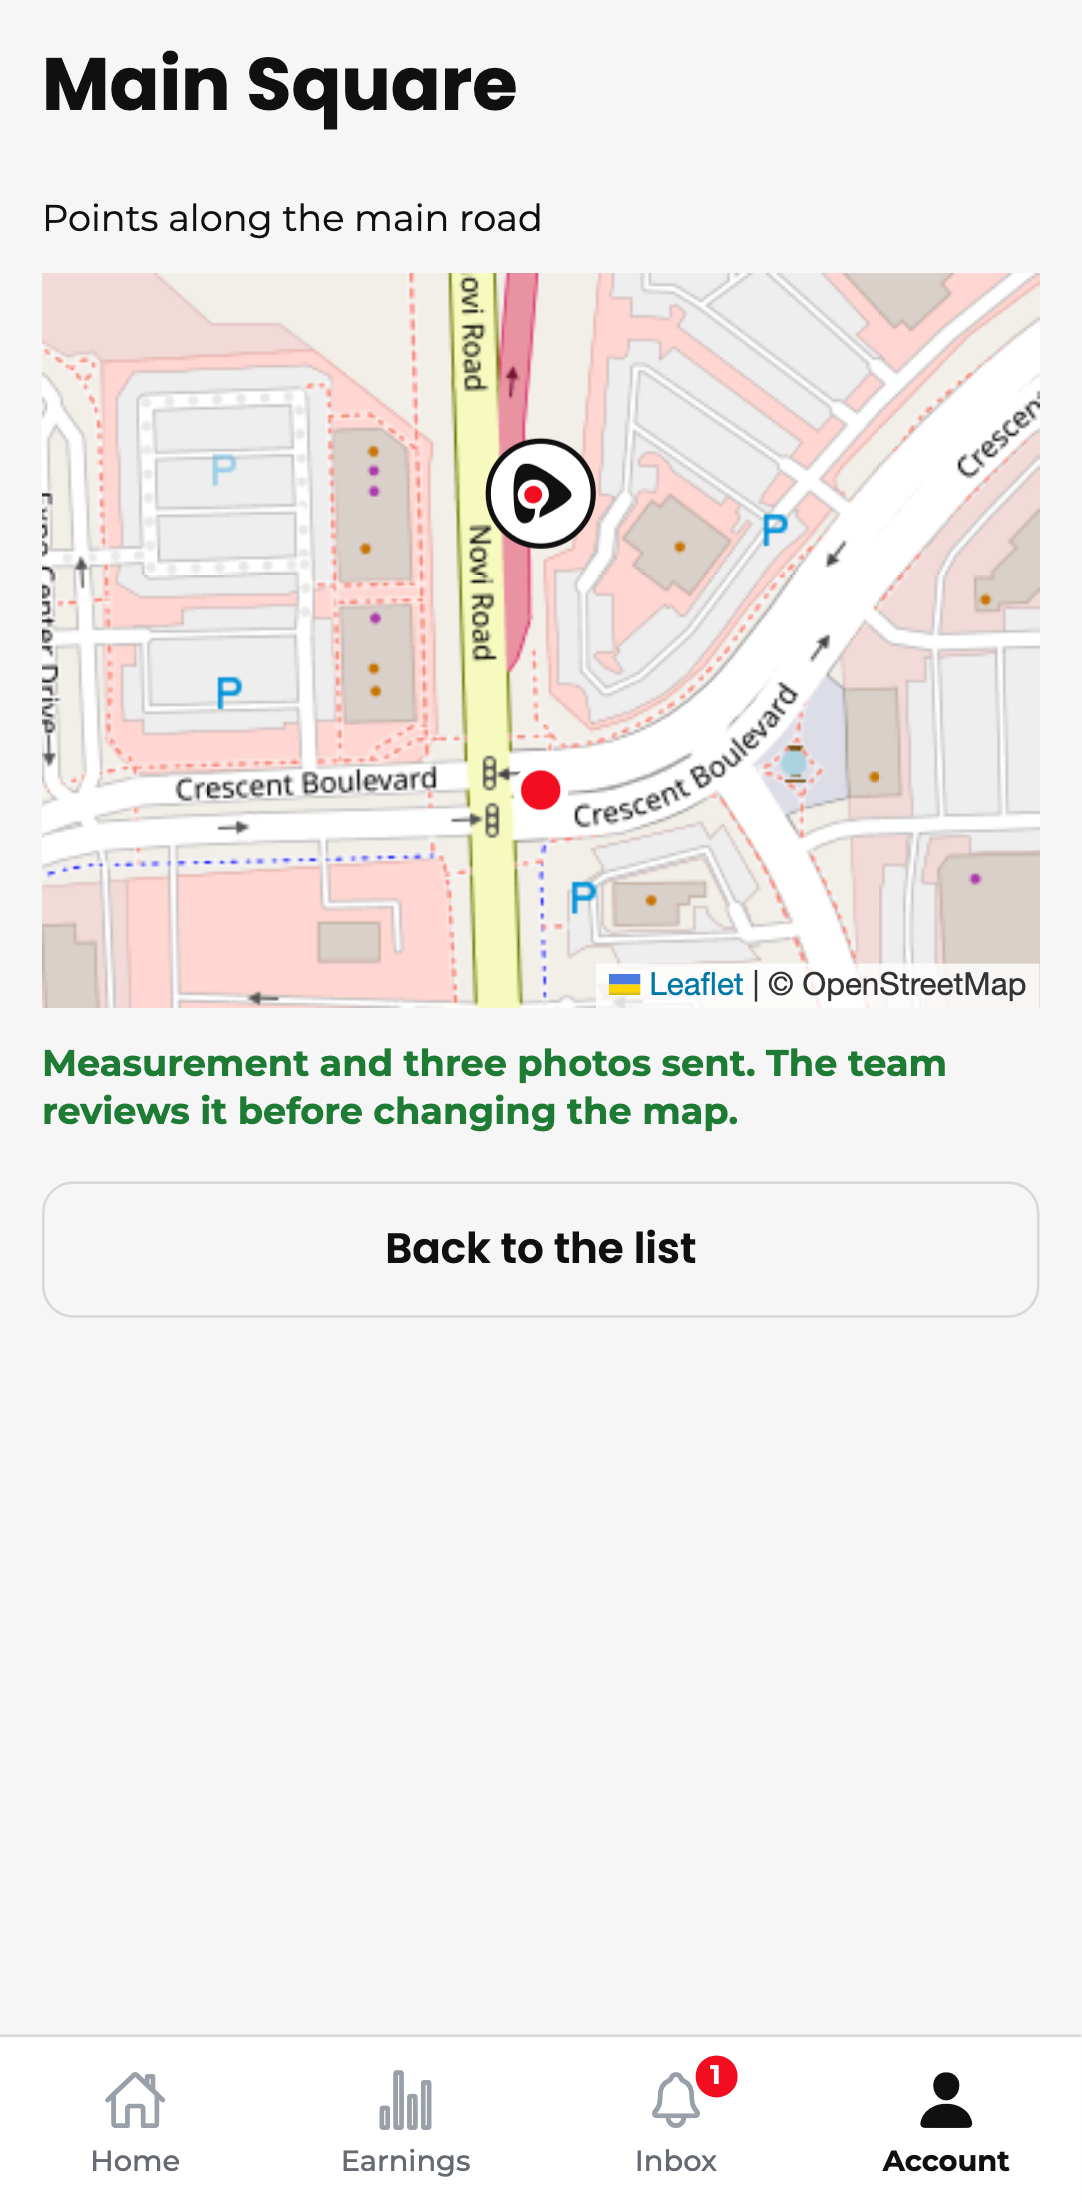 Main Square
Points along the main road
ovi Road
Crescen
P
P
Novi Road
Center Drive
P
Crescent Boulevard
Crescent Boulevard
P
Leaflet | © OpenStreetMap
Measurement and three photos sent. The team
reviews it before changing the map.
Back to the list
1
Home
Earnings
Inbox
Account